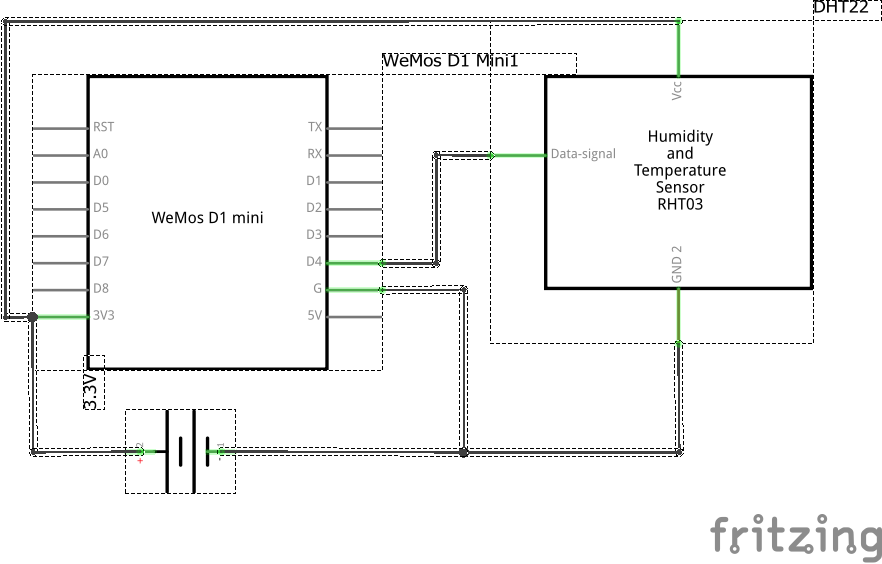 DHT22
WeMos D1 Mini1
RST
A0
D0
D5
D6
D7
D8
3V3
WeMos D1 mini
TX
RX
D1
D2
D3
D4
G
5V
Vcc
Data-signal
Humidity
and
Temperature
Sensor
RHT03
GND 2
3.3V
2
+
1
-
fritzing